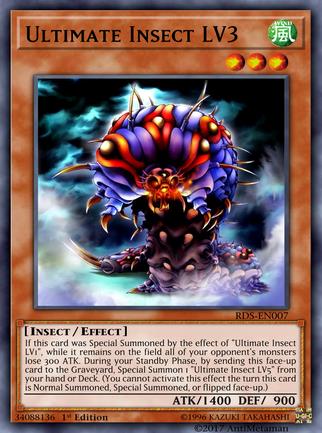 Ultimate Insect LV3
WIND
風
RDS-EN007
[Insect / Effect]
If this card was Special Summoned by the effect of "Ultimate Insect
LV1", while it remains on the field all of your opponent's monsters
lose 300 ATK. During your Standby Phase, by sending this face-up
card to the Graveyard, Special Summon 1 "Ultimate Insect LV5" from
your hand or Deck. (You cannot activate this effect the turn this card
is Normal Summoned, Special Summoned, or flipped face-up.)
ATK/1400 DEF/ 900
34088136 1st Edition ©1996 KAZUKI TAKAHASHI
©2017 AntiMetaman